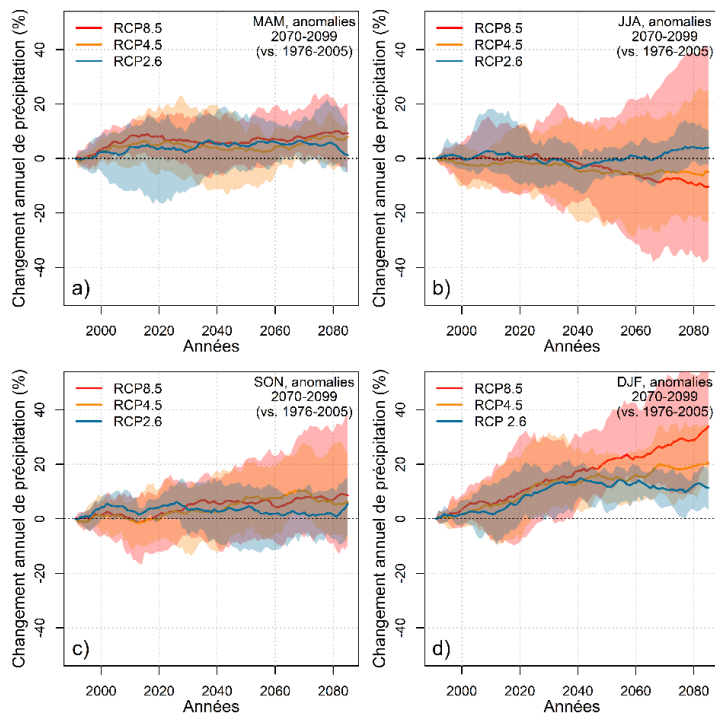 Changement annuel de précipitation (%)
40
20
0
-20
-40
RCP8.5
RCP4.5
RCP2.6
MAM, anomalies
2070-2099
(vs. 1976-2005)
a)
2000
2020
2040
2060
2080
Années
Changement annuel de précipitation (%)
40
20
0
-20
-40
RCP8.5
RCP4.5
RCP2.6
JJA, anomalies
2070-2099
(vs. 1976-2005)
b)
2000
2020
2040
2060
2080
Années
Changement annuel de précipitation (%)
40
20
0
-20
-40
RCP8.5
RCP4.5
RCP2.6
SON, anomalies
2070-2099
(vs. 1976-2005)
c)
2000
2020
2040
2060
2080
Années
Changement annuel de précipitation (%)
40
20
0
-20
-40
RCP8.5
RCP4.5
RCP 2.6
DJF, anomalies
2070-2099
(vs. 1976-2005)
d)
2000
2020
2040
2060
2080
Années